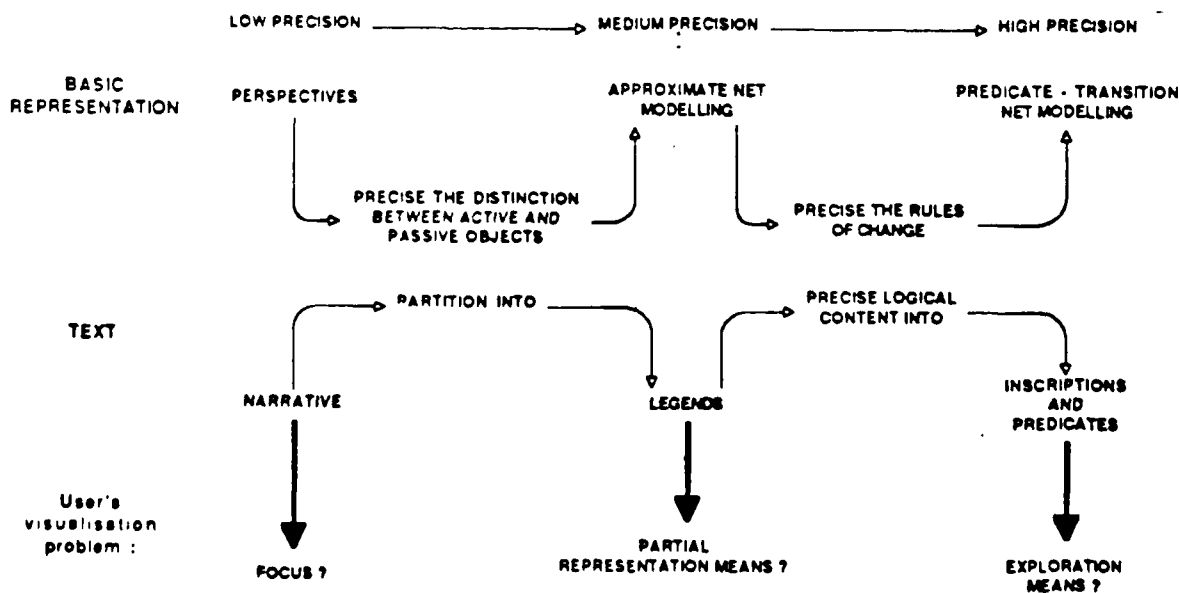 LOW PRECISION
MEDIUM PRECISION
HIGH PRECISION
BASIC
REPRESENTATION
PERSPECTIVES
APPROXIMATE NET
MODELLING
PREDICATE - TRANSITION
NET MODELLING
PRECISE THE DISTINCTION
BETWEEN ACTIVE AND
PASSIVE OBJECTS
PRECISE THE RULES
OF CHANGE
TEXT
PARTITION INTO
PRECISE LOGICAL
CONTENT INTO
NARRATIVE
LEGENDS
INSCRIPTIONS
AND
PREDICATES
User's
visualisation
problem :
FOCUS ?
PARTIAL
REPRESENTATION MEANS ?
EXPLORATION
MEANS ?